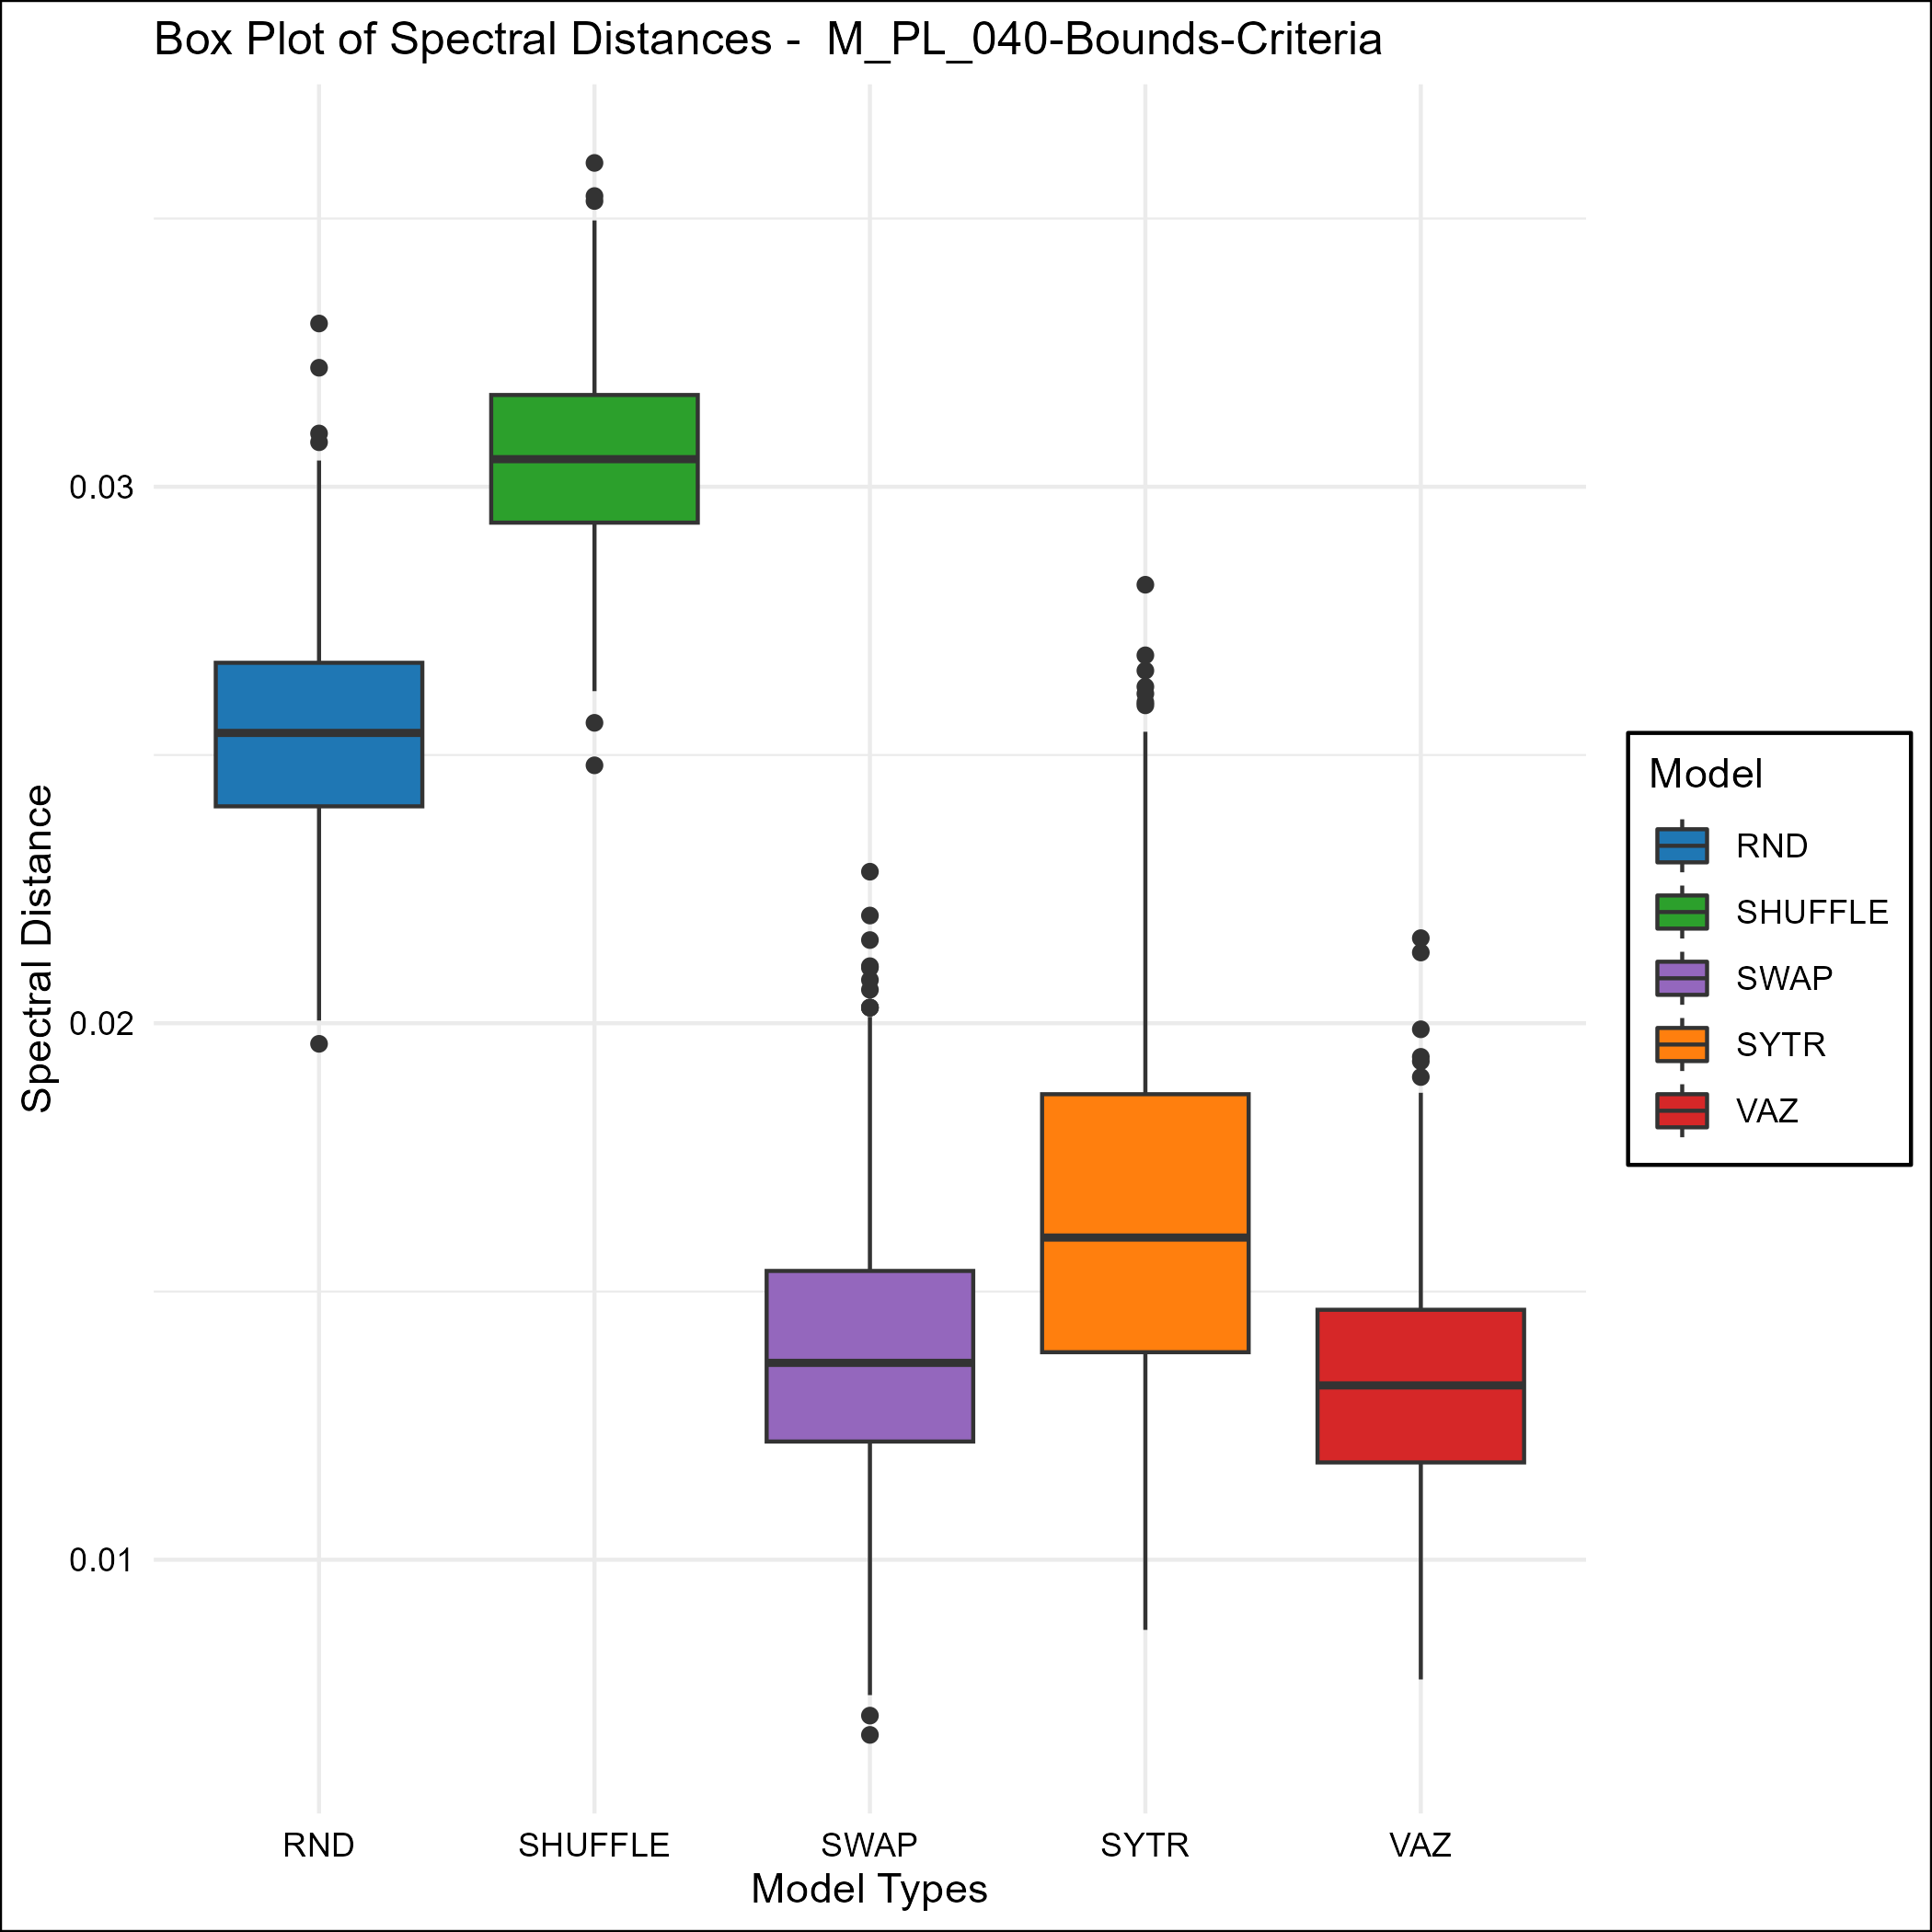 Box Plot of Spectral Distances -  M_PL_040-Bounds-Criteria
Spectral Distance
0.03
0.02
0.01
RND
SHUFFLE
SWAP
SYTR
VAZ
Model Types
Model
RND
SHUFFLE
SWAP
SYTR
VAZ